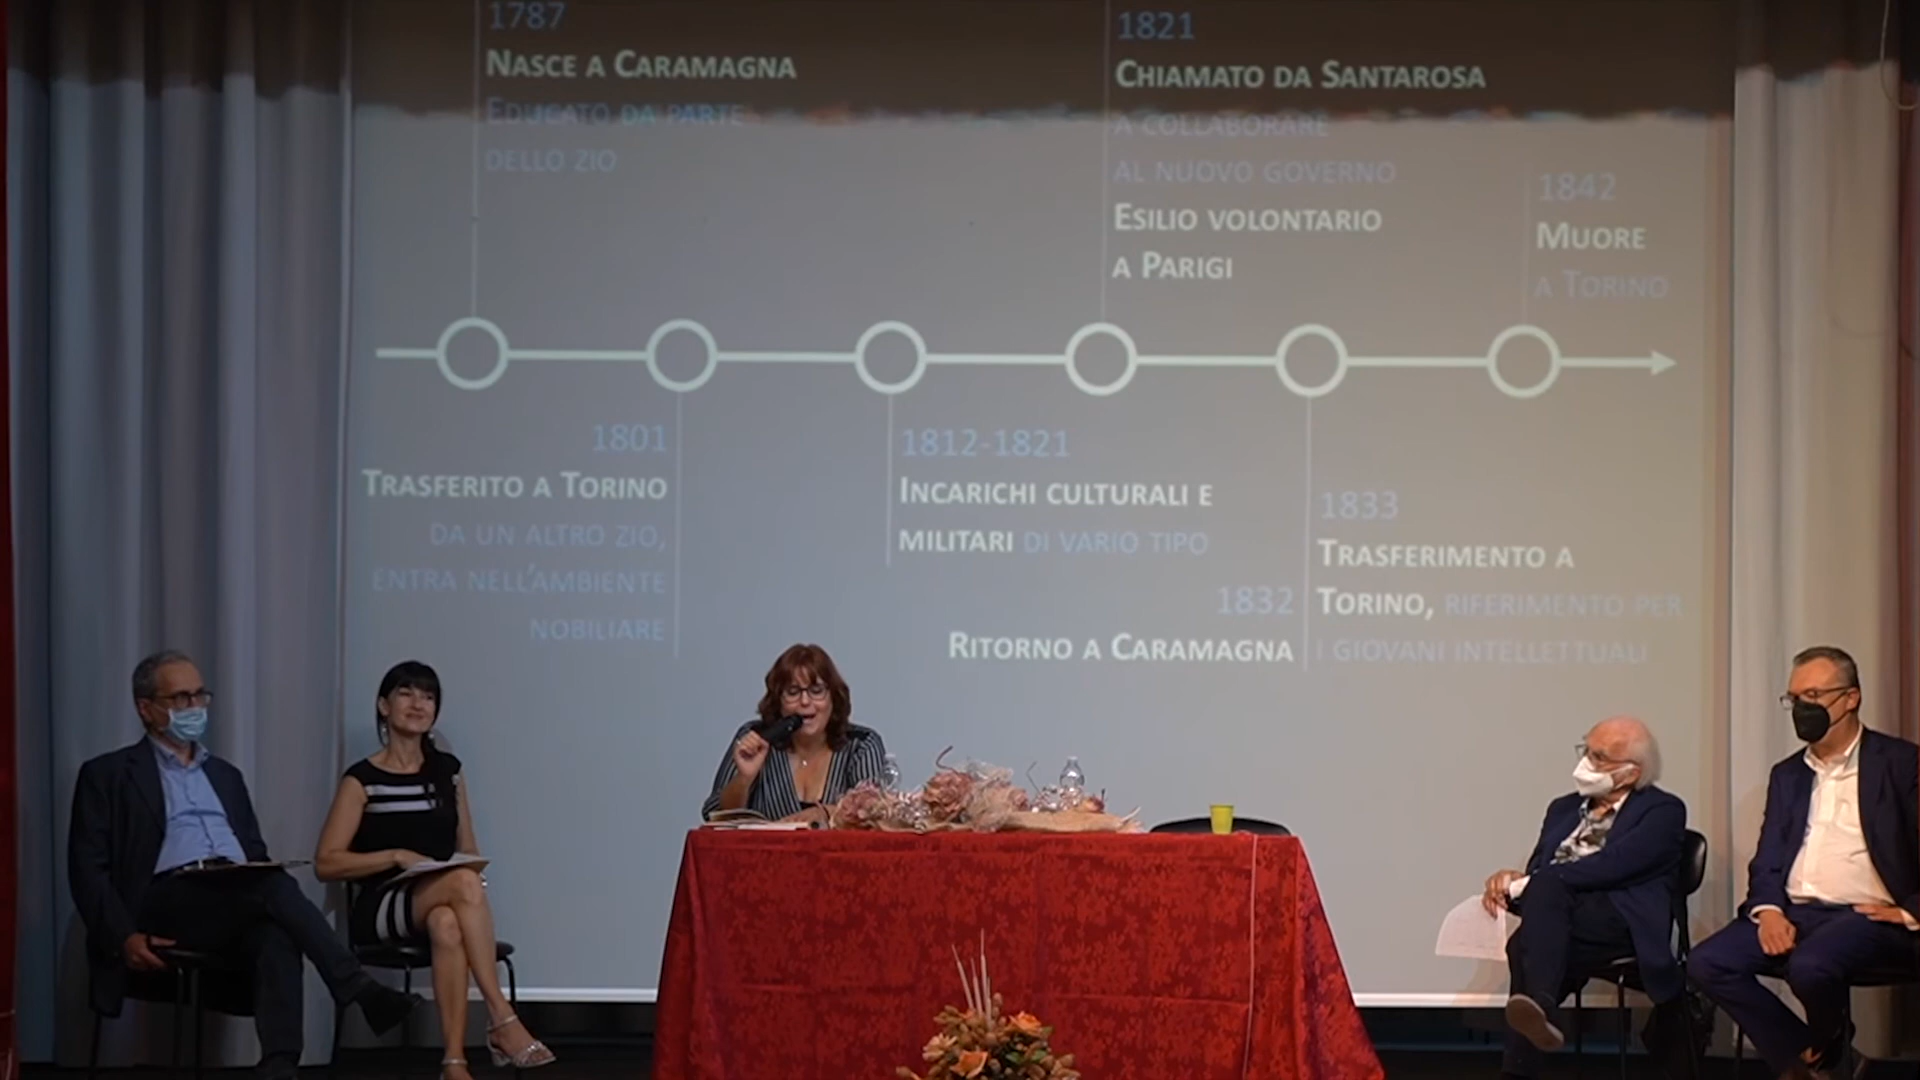 1787
Nasce a Caramagna
Educato da parte
dello zio
1801
Trasferito a Torino
da un altro zio,
entra nell'ambiente
nobiliare
1812-1821
Incarichi culturali e
militari di vario tipo
1821
Chiamato da Santarosa
a collaborare
al nuovo governo
Esilio volontario
a Parigi
1832
Ritorno a Caramagna
1833
Trasferimento a
Torino, riferimento per
i giovani intellettuali
1842
Muore
a Torino